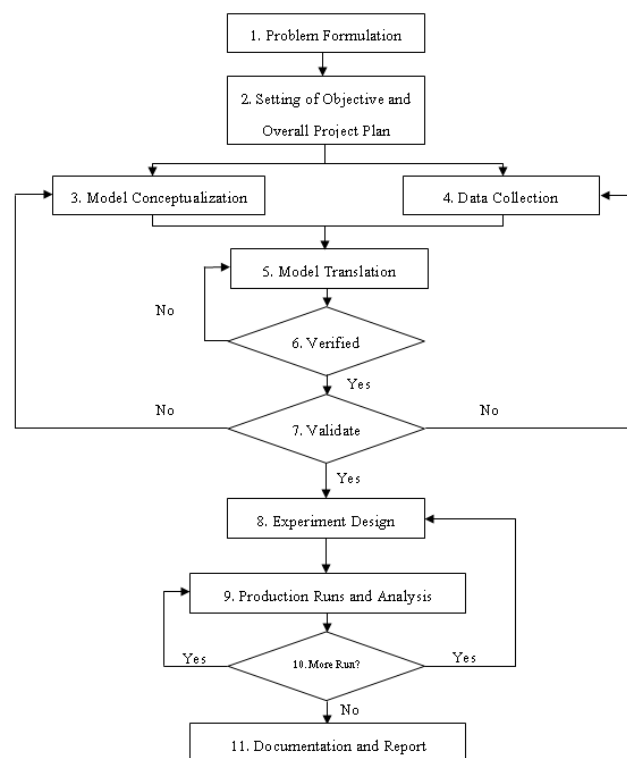 1. Problem Formulation
2. Setting of Objective and
Overall Project Plan
3. Model Conceptualization
4. Data Collection
5. Model Translation
No
6. Verified
Yes
No
No
7. Validate
Yes
8. Experiment Design
9. Production Runs and Analysis
Yes
10. More Run?
Yes
No
11. Documentation and Report